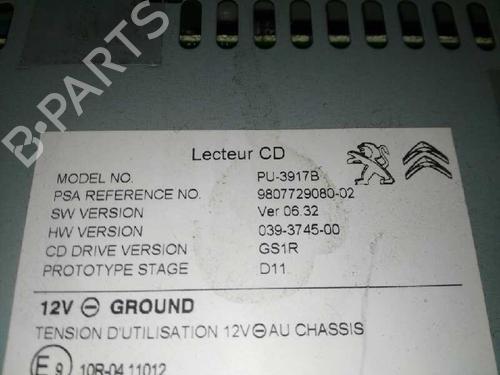 B-PARTS
Lecteur CD
MODEL NO. PU-3917B
PSA REFERENCE NO. 9807729080-02
SW VERSION Ver 06.32
HW VERSION 039-3745-00
CD DRIVE VERSION GS1R
PROTOTYPE STAGE D11
12V ⊖ GROUND
TENSION D'UTILISATION 12V⊖AU CHASSIS
E9 10R-04 11012